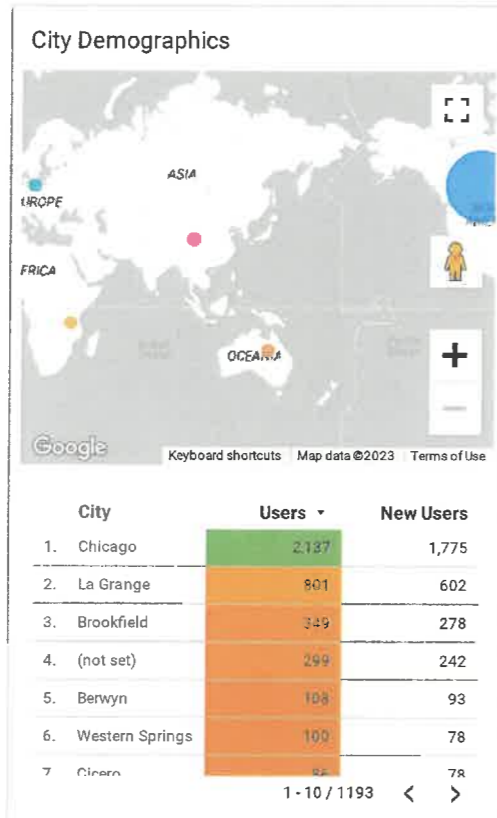 City Demographics
ASIA
UROPE
FRICA
OCEANIA
Google
Keyboard shortcuts Map data ©2023 Terms of Use
City Users New Users
1. Chicago 2,137 1,775
2. La Grange 801 602
3. Brookfield 349 278
4. (not set) 299 242
5. Berwyn 108 93
6. Western Springs 100 78
7. Cicero 86 78
1 - 10 / 1193